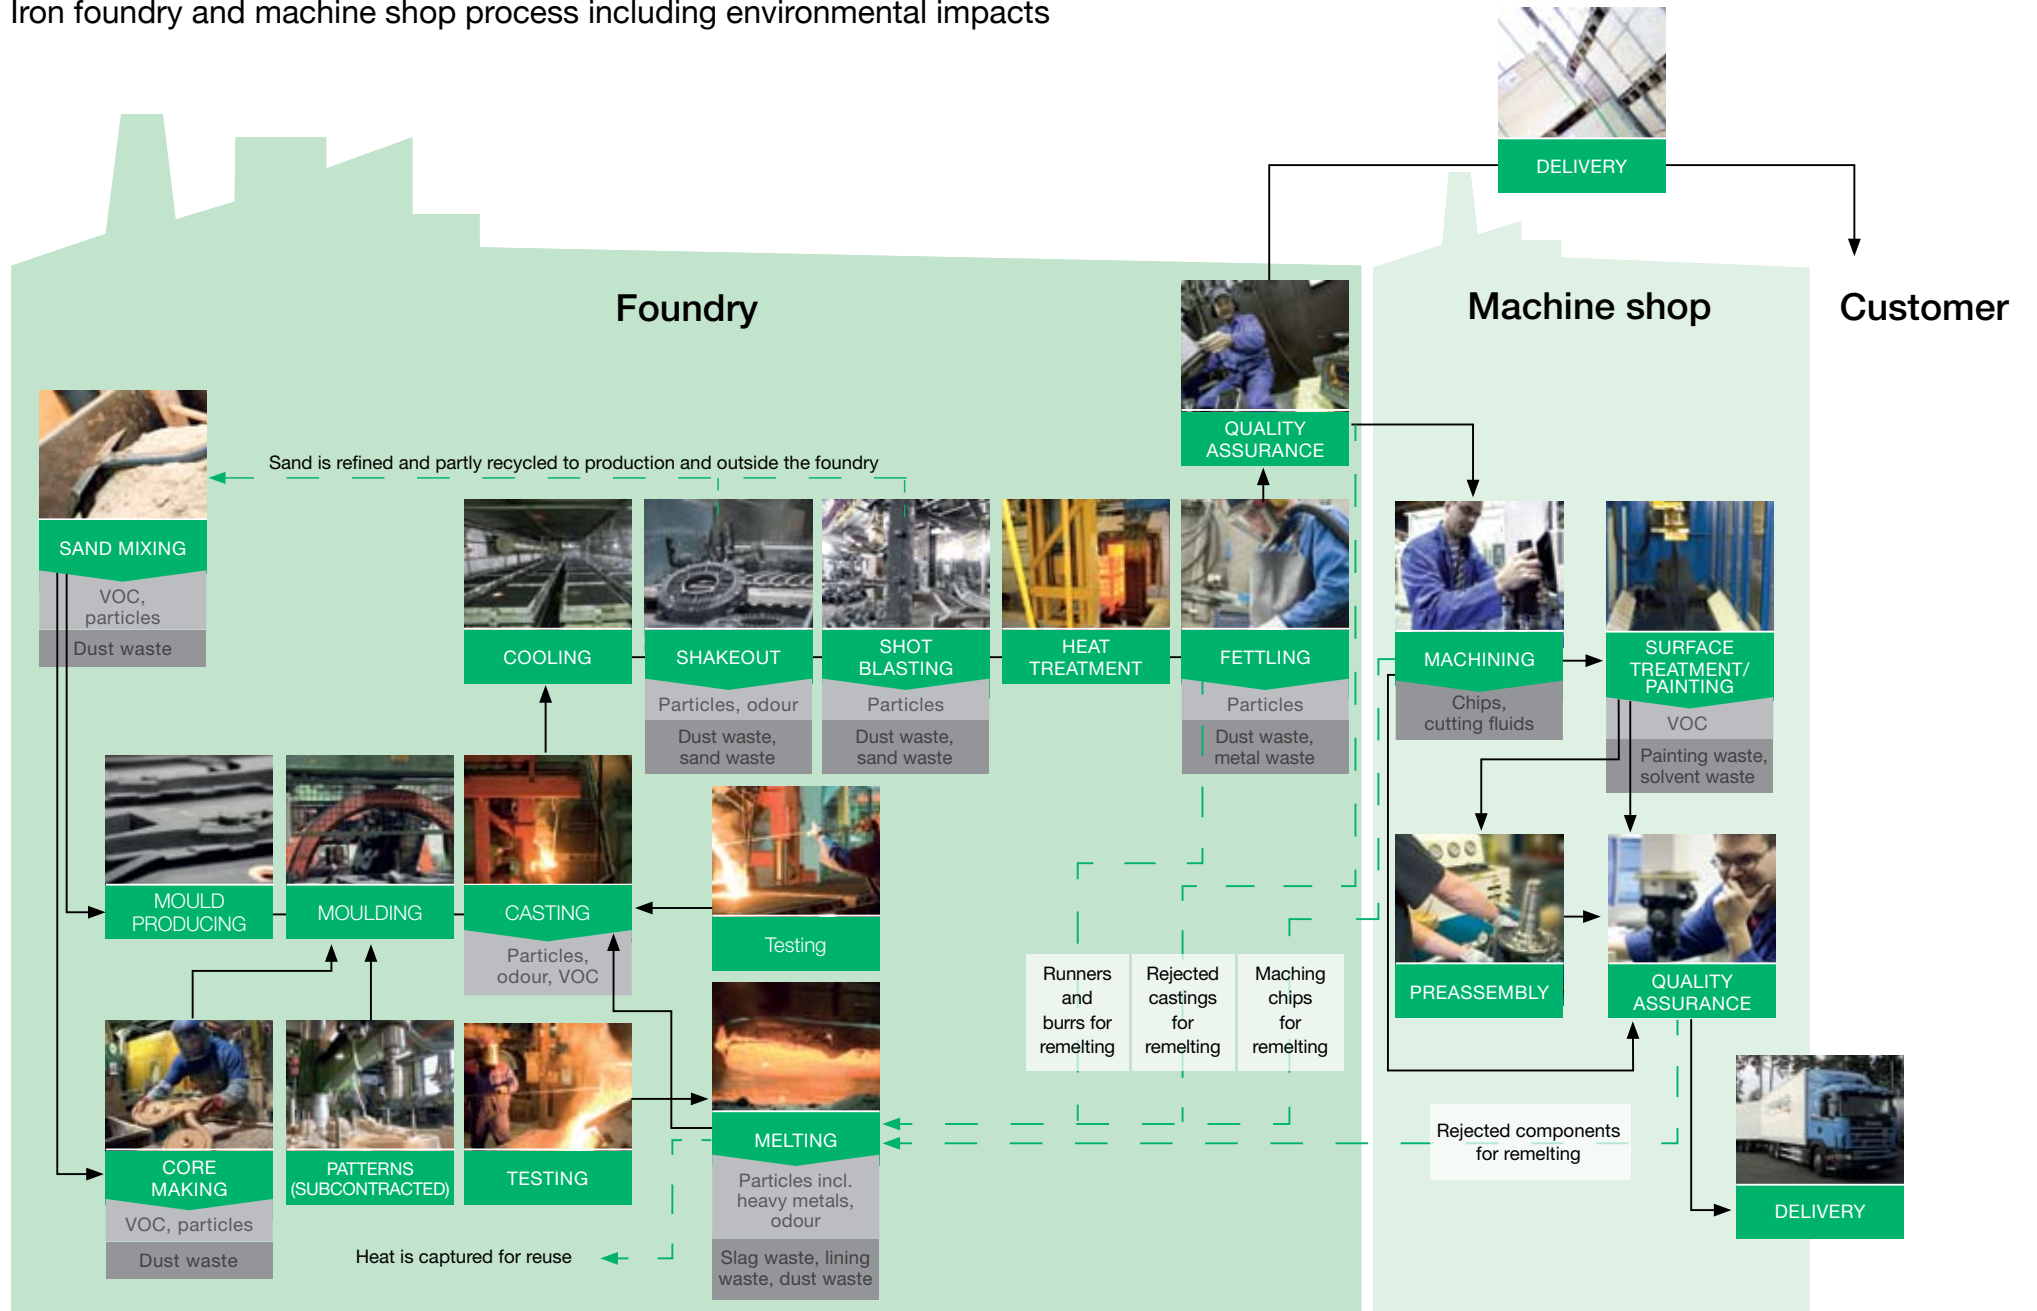 Iron foundry and machine shop process including environmental impacts
DELIVERY
Foundry
Machine shop
Customer
QUALITY
ASSURANCE
Sand is refined and partly recycled to production and outside the foundry
SAND MIXING
VOC,
particles
Dust waste
COOLING
SHAKEOUT
Particles, odour
Dust waste,
sand waste
SHOT
BLASTING
Particles
Dust waste,
sand waste
HEAT
TREATMENT
FETTLING
Particles
Dust waste,
metal waste
MACHINING
Chips,
cutting fluids
SURFACE
TREATMENT/
PAINTING
VOC
Painting waste,
solvent waste
MOULD
PRODUCING
MOULDING
CASTING
Particles,
odour, VOC
Testing
Runners
and
burrs for
remelting
Rejected
castings
for
remelting
Maching
chips
for
remelting
PREASSEMBLY
QUALITY
ASSURANCE
CORE
MAKING
VOC, particles
Dust waste
PATTERNS
(SUBCONTRACTED)
TESTING
MELTING
Particles incl.
heavy metals,
odour
Slag waste, lining
waste, dust waste
Heat is captured for reuse
Rejected components
for remelting
DELIVERY